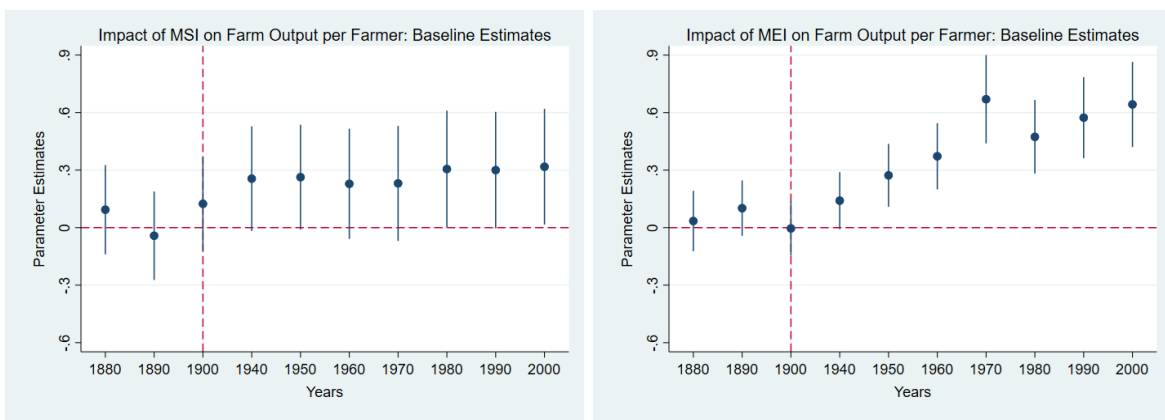 Impact of MSI on Farm Output per Farmer: Baseline Estimates
Parameter Estimates
.9
.6
.3
0
-.3
-.6
1880 1890 1900 1940 1950 1960 1970 1980 1990 2000
Years
Impact of MEI on Farm Output per Farmer: Baseline Estimates
Parameter Estimates
.9
.6
.3
0
-.3
-.6
1880 1890 1900 1940 1950 1960 1970 1980 1990 2000
Years